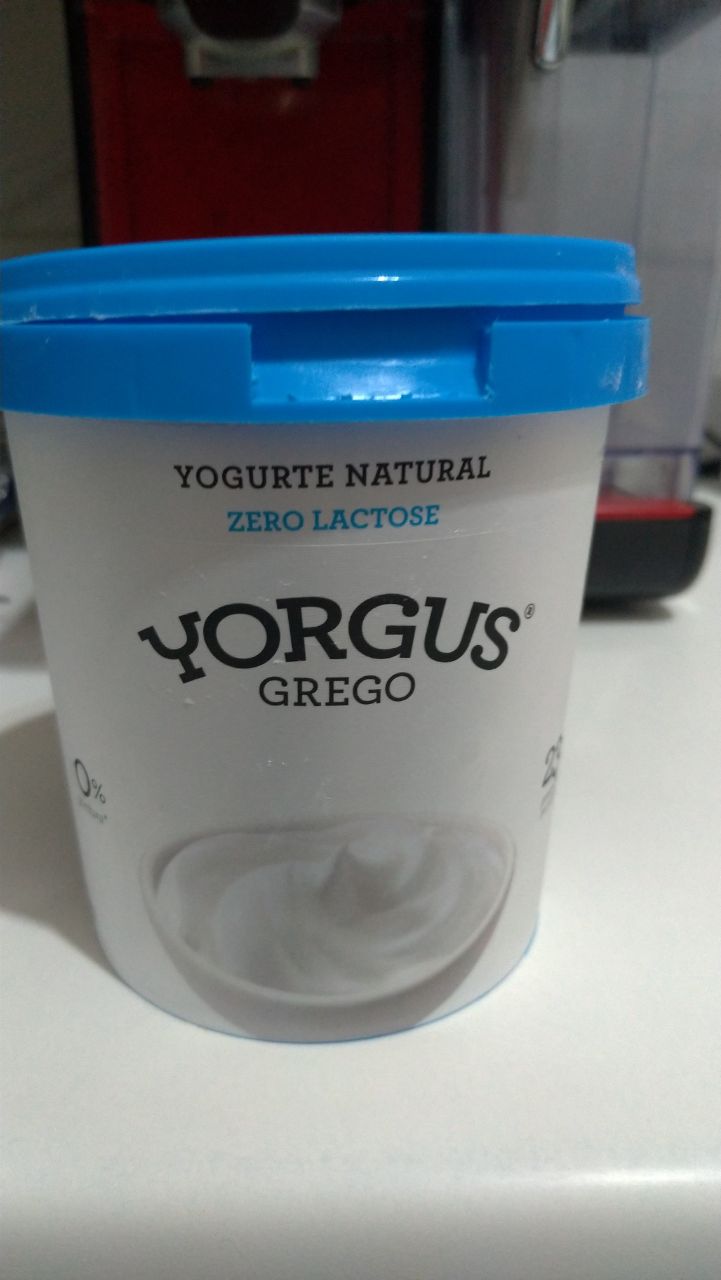 YOGURTE NATURAL
ZERO LACTOSE
YORGUS®
GREGO
0%